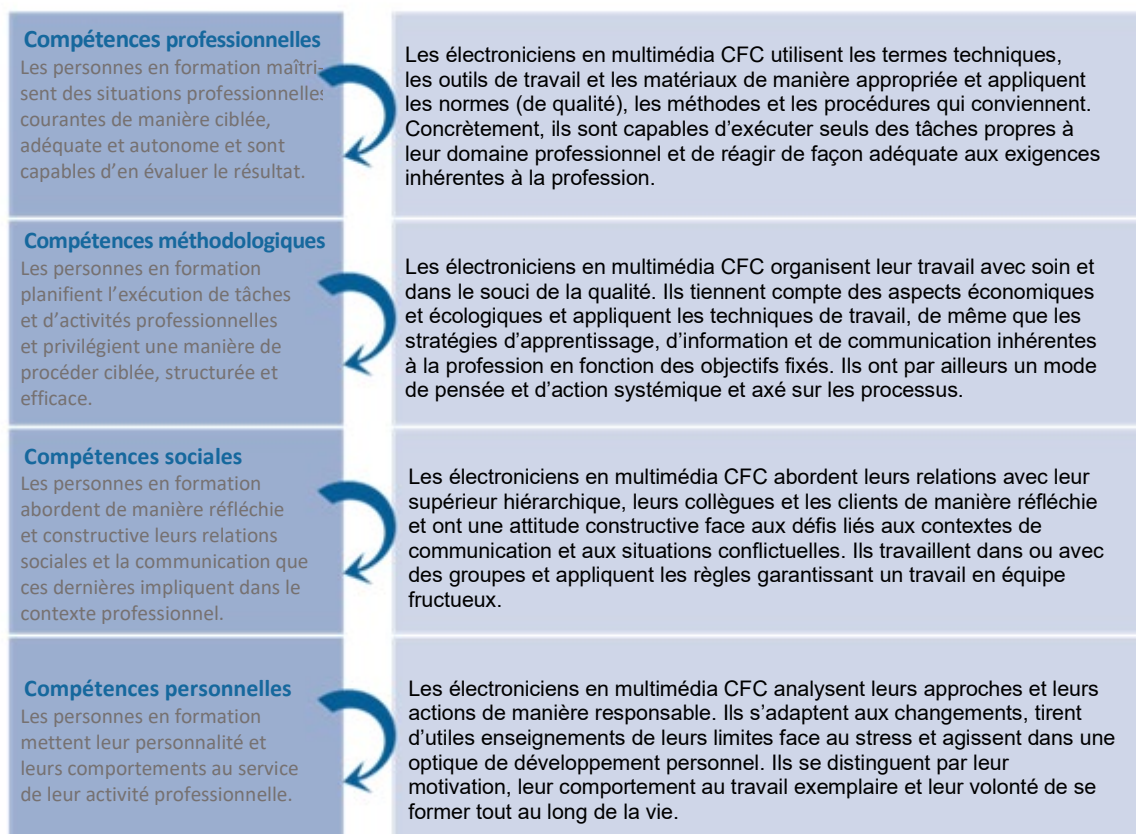 Compétences professionnelles
Les personnes en formation maîtri-
sent des situations professionnelles
courantes de manière ciblée,
adéquate et autonome et sont
capables d'en évaluer le résultat.
Les électroniciens en multimédia CFC utilisent les termes techniques,
les outils de travail et les matériaux de manière appropriée et appliquent
les normes (de qualité), les méthodes et les procédures qui conviennent.
Concrètement, ils sont capables d'exécuter seuls des tâches propres à
leur domaine professionnel et de réagir de façon adéquate aux exigences
inhérentes à la profession.
Compétences méthodologiques
Les personnes en formation
planifient l'exécution de tâches
et d'activités professionnelles
et privilégient une manière de
procéder ciblée, structurée et
efficace.
Les électroniciens en multimédia CFC organisent leur travail avec soin et
dans le souci de la qualité. Ils tiennent compte des aspects économiques
et écologiques et appliquent les techniques de travail, de même que les
stratégies d'apprentissage, d'information et de communication inhérentes
à la profession en fonction des objectifs fixés. Ils ont par ailleurs un mode
de pensée et d'action systémique et axé sur les processus.
Compétences sociales
Les personnes en formation
abordent de manière réfléchie
et constructive leurs relations
sociales et la communication que
ces dernières impliquent dans le
contexte professionnel.
Les électroniciens en multimédia CFC abordent leurs relations avec leur
supérieur hiérarchique, leurs collègues et les clients de manière réfléchie
et ont une attitude constructive face aux défis liés aux contextes de
communication et aux situations conflictuelles. Ils travaillent dans ou avec
des groupes et appliquent les règles garantissant un travail en équipe
fructueux.
Compétences personnelles
Les personnes en formation
mettent leur personnalité et
leurs comportements au service
de leur activité professionnelle.
Les électroniciens en multimédia CFC analysent leurs approches et leurs
actions de manière responsable. Ils s'adaptent aux changements, tirent
d'utiles enseignements de leurs limites face au stress et agissent dans une
optique de développement personnel. Ils se distinguent par leur
motivation, leur comportement au travail exemplaire et leur volonté de se
former tout au long de la vie.